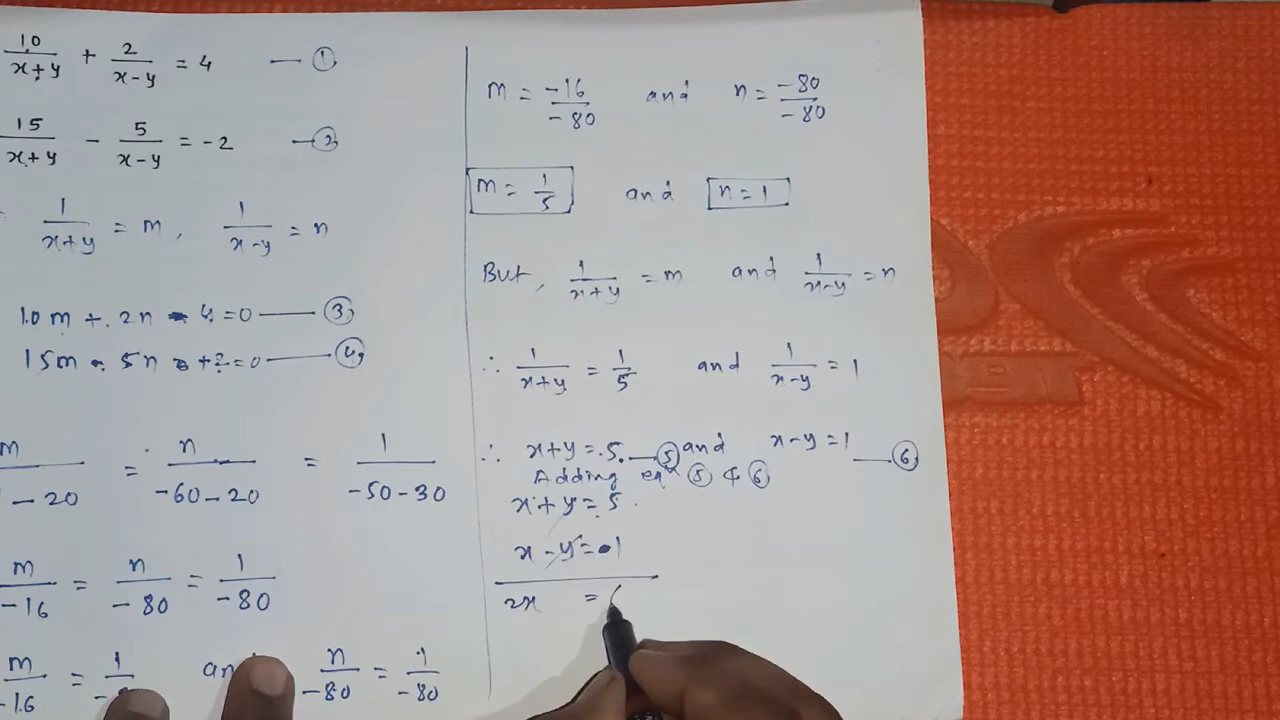 10/(x+y) + 2/(x-y) = 4 — ①
15/(x+y) - 5/(x-y) = -2 — ②
1/(x+y) = m, 1/(x-y) = n
10m + 2n - 4 = 0 — ③
15m - 5n + 2 = 0 — ④
m/( - 20) = n/(-60-20) = 1/(-50-30)
m/-16 = n/-80 = 1/-80
m/-16 = 1/ n/-80 = 1/-80
m = -16/-80 and n = -80/-80
m = 1/5 and n = 1
But, 1/(x+y) = m and 1/(x-y) = n
∴ 1/(x+y) = 1/5 and 1/(x-y) = 1
∴ x+y = 5 — ⑤ and x-y = 1 — ⑥
Adding eqn ⑤ & ⑥
x + y = 5
x - y = 1
2x =